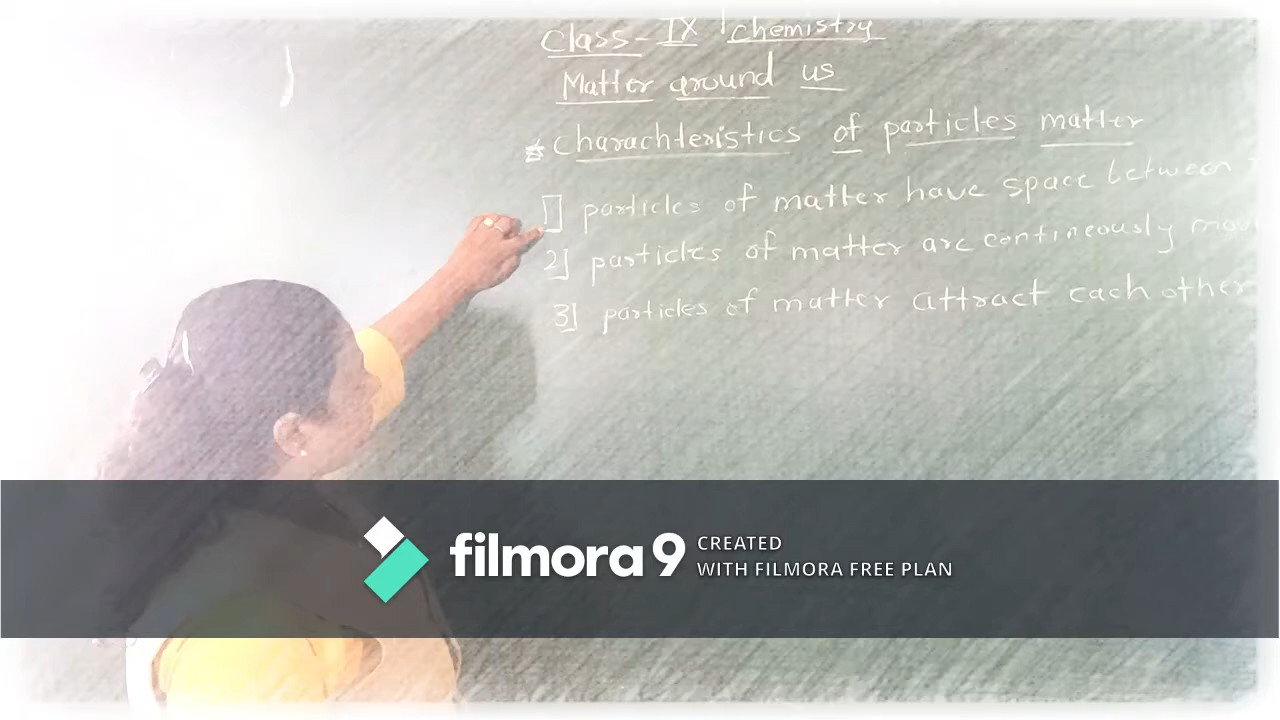 Class - IX Chemistry
Matter around us
* Charachteristics of particles matter
1] particles of matter have space between
2] particles of matter are contineously
3] particles of matter attract each other
filmora 9 CREATED
WITH FILMORA FREE PLAN